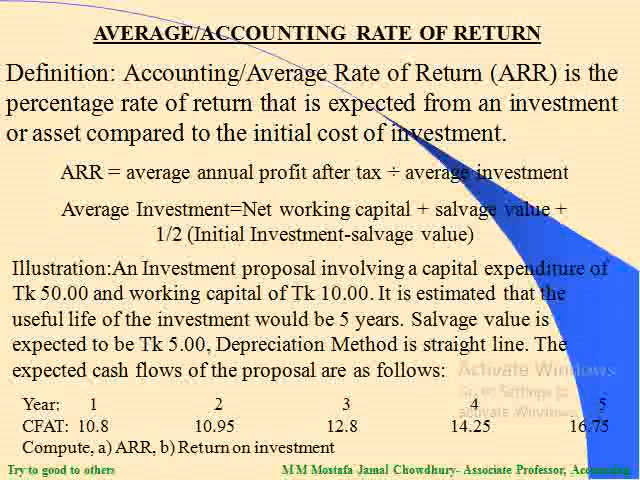 AVERAGE/ACCOUNTING RATE OF RETURN
Definition: Accounting/Average Rate of Return (ARR) is the
percentage rate of return that is expected from an investment
or asset compared to the initial cost of investment.
ARR = average annual profit after tax ÷ average investment
Average Investment=Net working capital + salvage value +
1/2 (Initial Investment-salvage value)
Illustration:An Investment proposal involving a capital expenditure of
Tk 50.00 and working capital of Tk 10.00. It is estimated that the
useful life of the investment would be 5 years. Salvage value is
expected to be Tk 5.00, Depreciation Method is straight line. The
expected cash flows of the proposal are as follows:
Activate Windows
Go to Settings to
activate Windows.
Year: 1 2 3 4 5
CFAT: 10.8 10.95 12.8 14.25 16.75
Compute, a) ARR, b) Return on investment
Try to good to others M M Mostafa Jamal Chowdhury- Associate Professor, Accounting